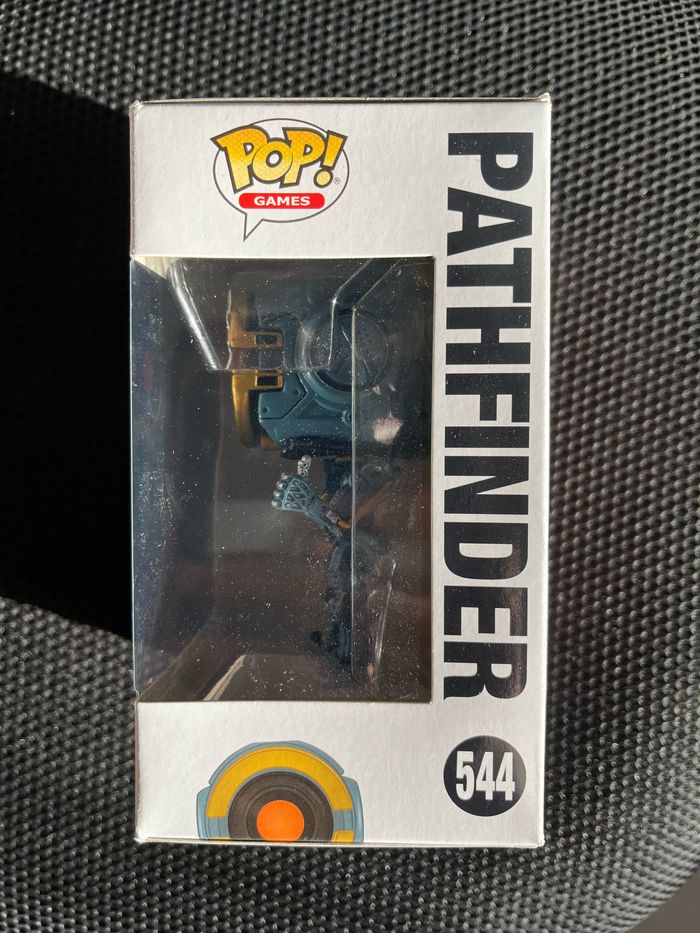 POP!
GAMES
PATHFINDER
544